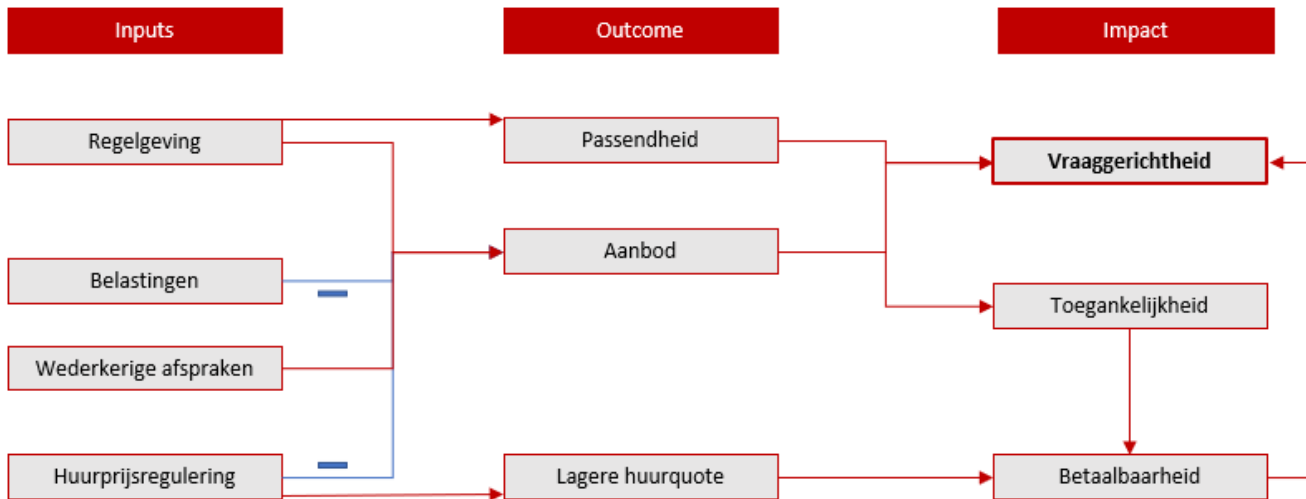 Inputs
Outcome
Impact
Regelgeving
Passendheid
Vraaggerichtheid
Belastingen
Aanbod
Toegankelijkheid
Wederkerige afspraken
Huurprijsregulering
Lagere huurquote
Betaalbaarheid